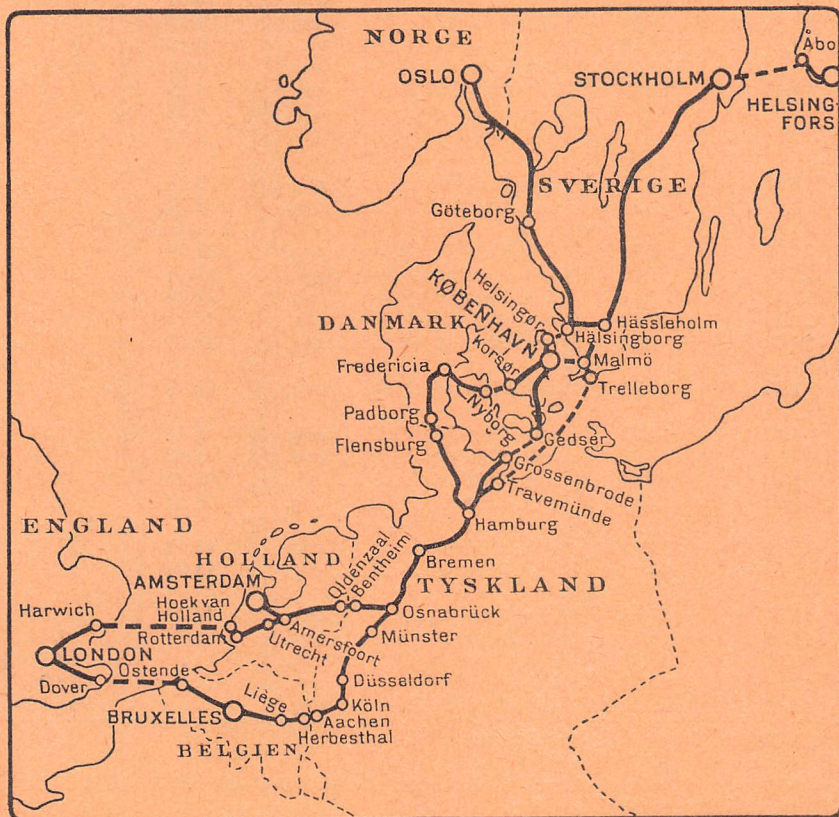 NORGE
OSLO
STOCKHOLM
Åbo
HELSING-
FORS
SVERIGE
Göteborg
Helsingør
KØBENHAVN
DANMARK
Korsør
Hässleholm
Hälsingborg
Malmö
Fredericia
Trelleborg
Nyborg
Padborg
Gedser
Flensburg
Grossenbrode
Travemünde
Hamburg
ENGLAND
HOLLAND
Oldenzaal
Bentheim
Bremen
AMSTERDAM
TYSKLAND
Harwich
Hoek van
Holland
Osnabrück
Rotterdam
Utrecht
Amersfoort
Münster
LONDON
Ostende
Dover
Liège
Düsseldorf
BRUXELLES
Köln
Aachen
Herbesthal
BELGIEN